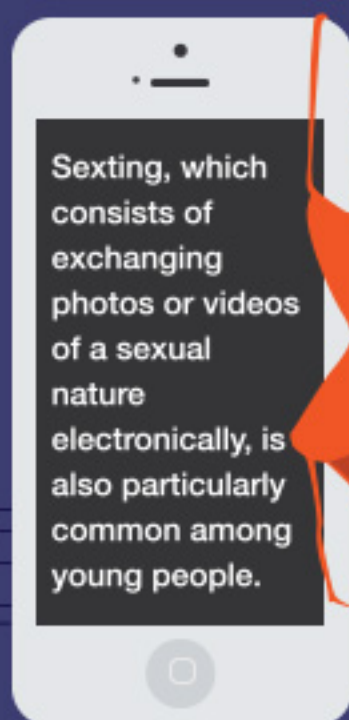 Sexting, which
consists of
exchanging
photos or videos
of a sexual
nature
electronically, is
also particularly
common among
young people.